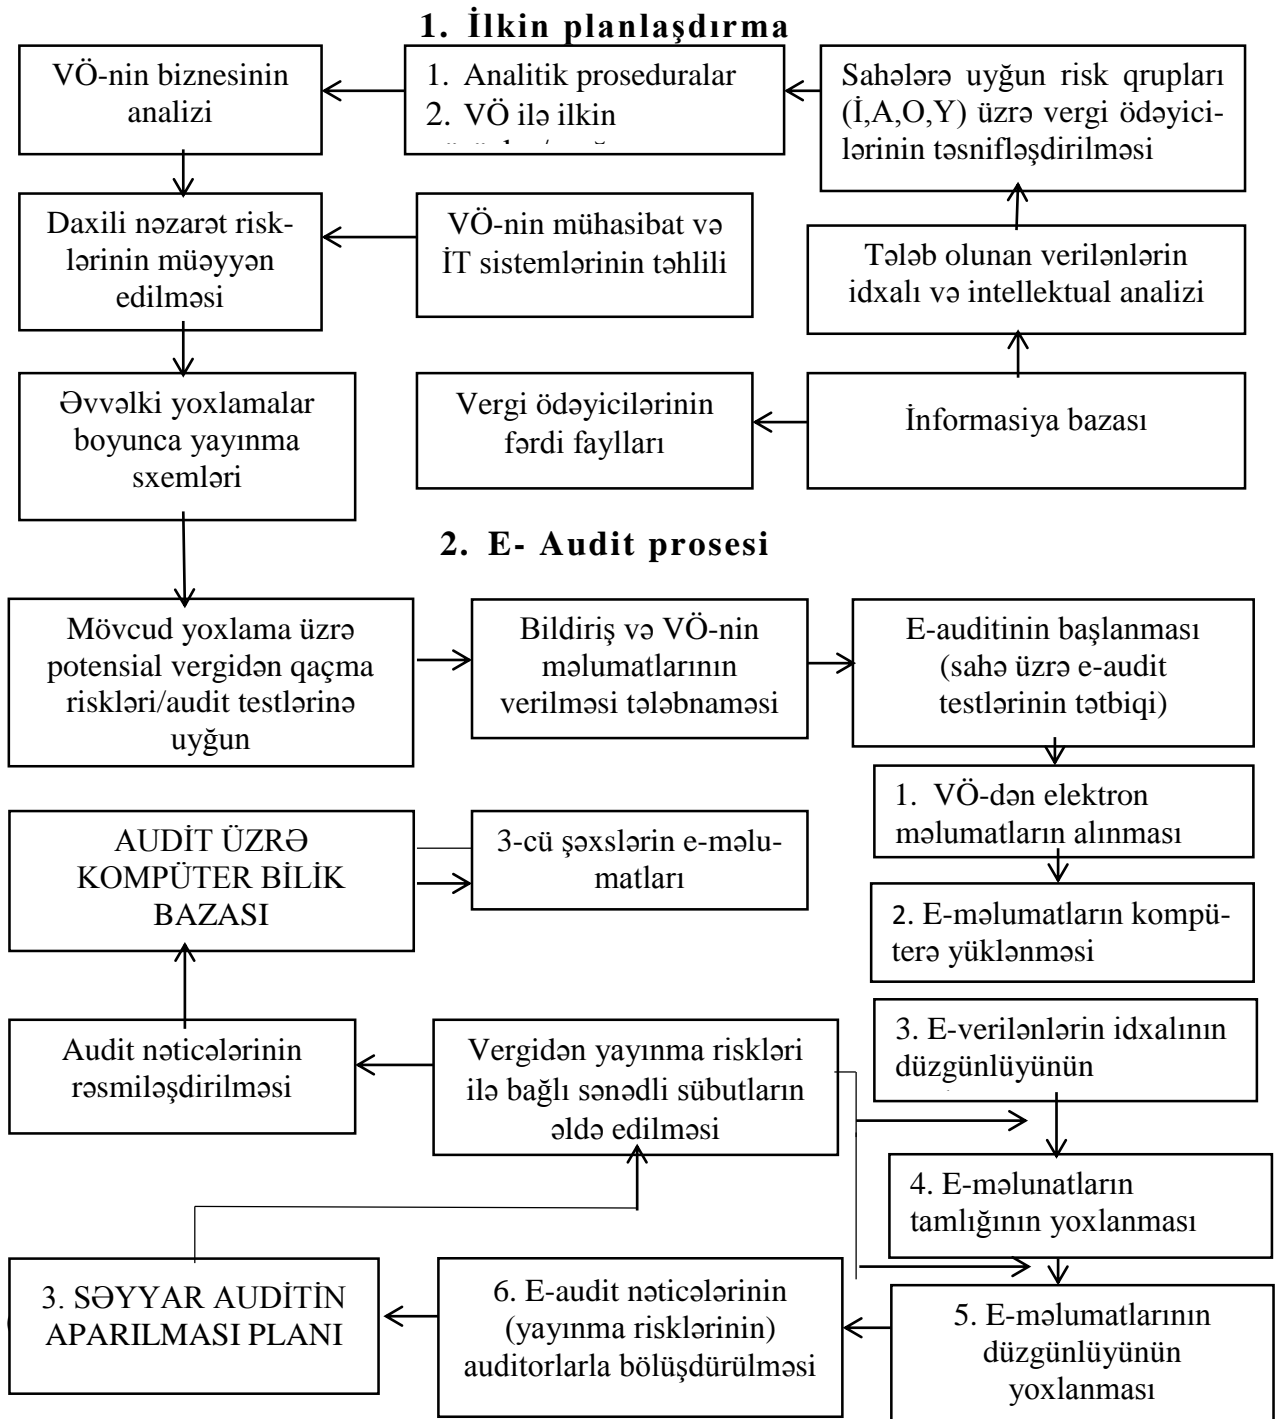 1. İlkin planlaşdırma
VÖ-nin biznesinin
analizi
1. Analitik proseduralar
2. VÖ ilə ilkin
Sahələrə uyğun risk qrupları
(İ,A,O,Y) üzrə vergi ödəyici-
lərinin təsnifləşdirilməsi
Daxili nəzarət risk-
lərinin müəyyən
edilməsi
VÖ-nin mühasibat və
İT sistemlərinin təhlili
Tələb olunan verilənlərin
idxalı və intellektual analizi
Əvvəlki yoxlamalar
boyunca yayınma
sxemləri
Vergi ödəyicilərinin
fərdi faylları
İnformasiya bazası
2. E- Audit prosesi
Mövcud yoxlama üzrə
potensial vergidən qaçma
riskləri/audit testlərinə
uyğun
Bildiriş və VÖ-nin
məlumatlarının
verilməsi tələbnaməsi
E-auditinin başlanması
(sahə üzrə e-audit
testlərinin tətbiqi)
1. VÖ-dən elektron
məlumatların alınması
AUDİT ÜZRƏ
KOMPÜTER BİLİK
BAZASI
3-cü şəxslərin e-məlu-
matları
2. E-məlumatların kompü-
terə yüklənməsi
Audit nəticələrinin
rəsmiləşdirilməsi
Vergidən yayınma riskləri
ilə bağlı sənədli sübutların
əldə edilməsi
3. E-verilənlərin idxalının
düzgünlüyünün
4. E-məlunatların
tamlığının yoxlanması
3. SƏYYAR AUDİTİN
APARILMASI PLANI
6. E-audit nəticələrinin
(yayınma risklərinin)
auditorlarla bölüşdürülməsi
5. E-məlumatlarının
düzgünlüyünün
yoxlanması